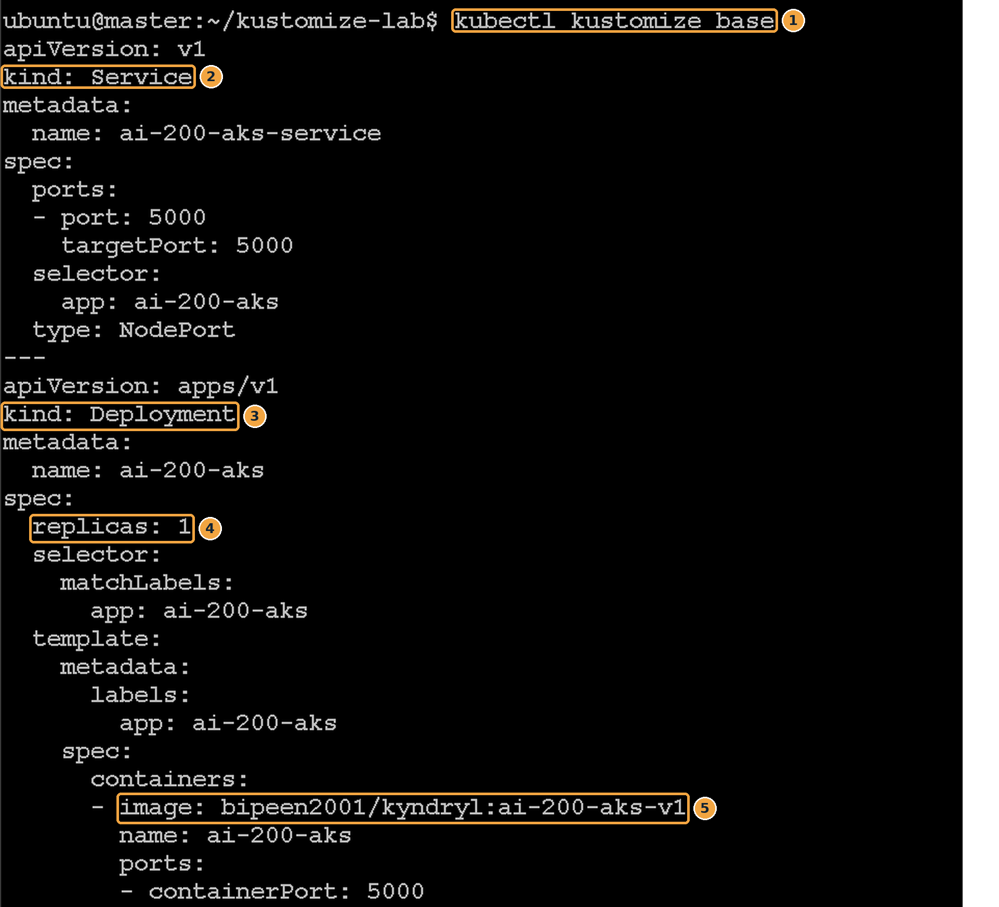 ubuntu@master:~/kustomize-lab$ kubectl kustomize base 1
apiVersion: v1
kind: Service 2
metadata:
  name: ai-200-aks-service
spec:
  ports:
  - port: 5000
    targetPort: 5000
  selector:
    app: ai-200-aks
  type: NodePort
---
apiVersion: apps/v1
kind: Deployment 3
metadata:
  name: ai-200-aks
spec:
  replicas: 1 4
  selector:
    matchLabels:
      app: ai-200-aks
  template:
    metadata:
      labels:
        app: ai-200-aks
    spec:
      containers:
      - image: bipeen2001/kyndryl:ai-200-aks-v1 5
        name: ai-200-aks
        ports:
        - containerPort: 5000